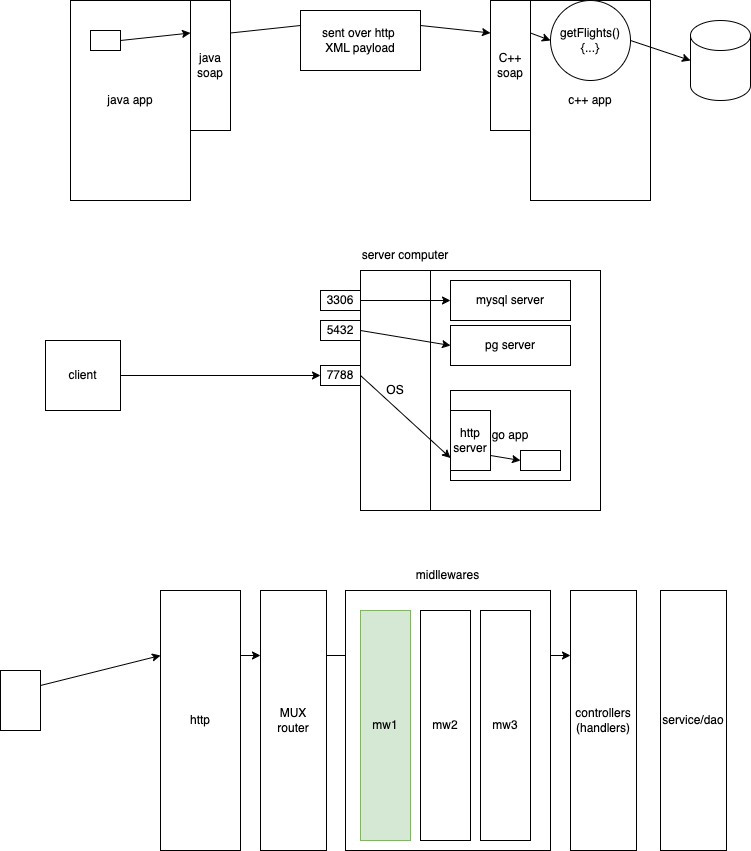 sent over http
XML payload
getFlights()
{...}
java
soap
C++
soap
java app
c++ app
server computer
3306
mysql server
5432
pg server
client
7788
OS
http
server
go app
midllewares
http
MUX
router
mw1
mw2
mw3
controllers
(handlers)
service/dao